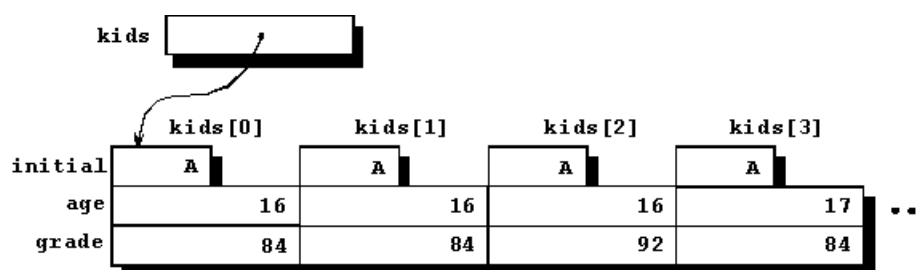 kids
kids[0] kids[1] kids[2] kids[3]
initial A A A A
age 16 16 16 17 ..
grade 84 84 92 84